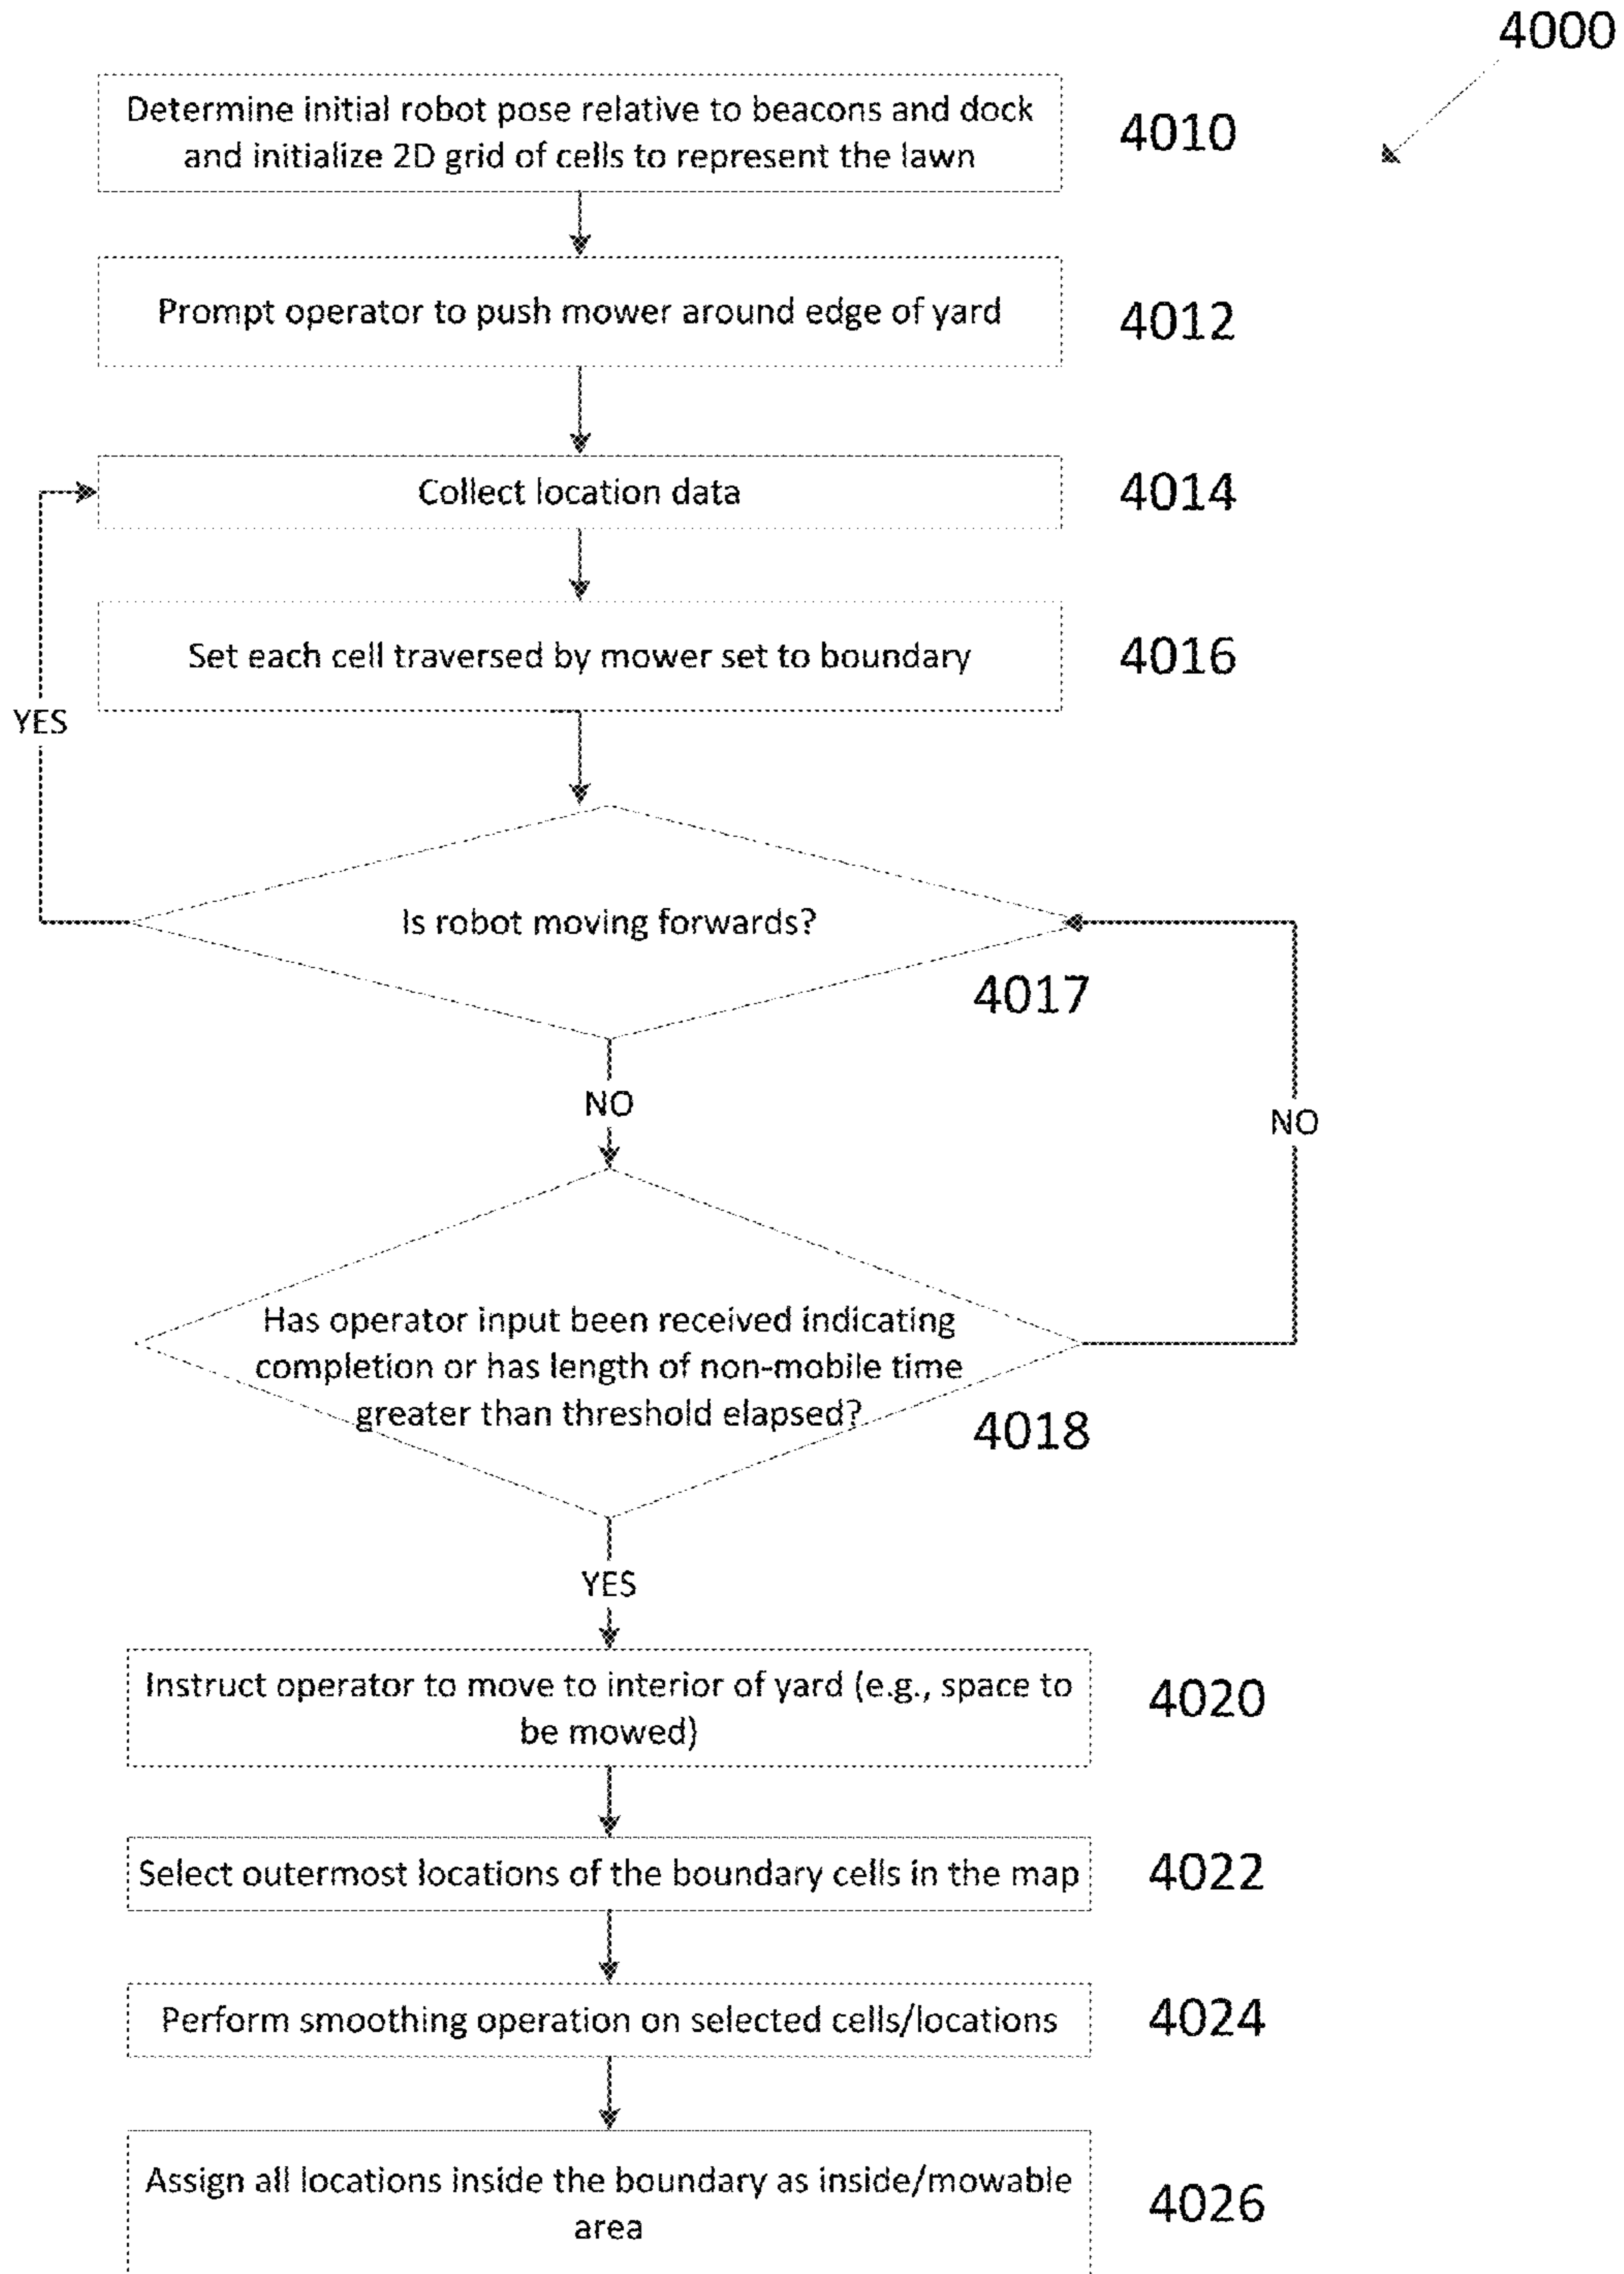 4000
Determine initial robot pose relative to beacons and dock
and initialize 2D grid of cells to represent the lawn
4010
Prompt operator to push mower around edge of yard
4012
Collect location data
4014
Set each cell traversed by mower set to boundary
4016
YES
Is robot moving forwards?
4017
NO
NO
Has operator input been received indicating
completion or has length of non-mobile time
greater than threshold elapsed?
4018
YES
Instruct operator to move to interior of yard (e.g., space to
be mowed)
4020
Select outermost locations of the boundary cells in the map
4022
Perform smoothing operation on selected cells/locations
4024
Assign all locations inside the boundary as inside/mowable
area
4026